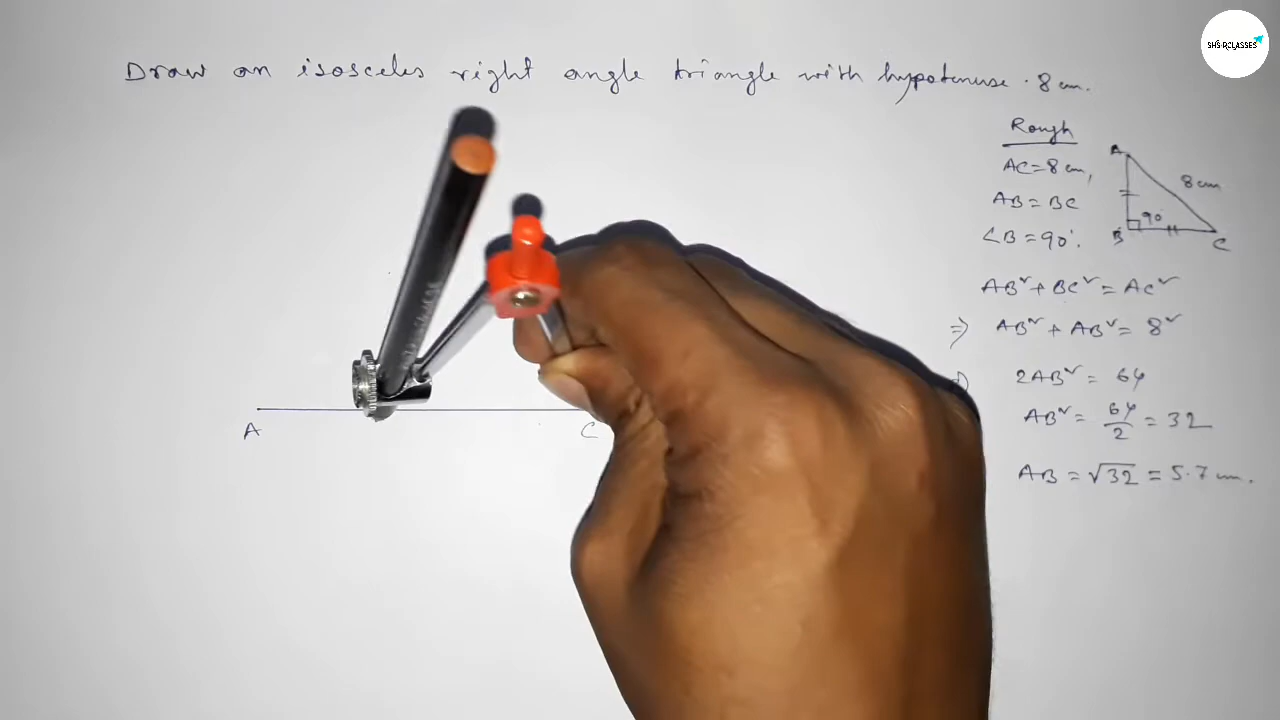 SHSRCLASSES
Draw an isosceles right angle triangle with hypotenuse · 8 cm.
Rough
AC = 8 cm,
AB = BC
∠B = 90°.
A
8 cm
90°
B
C
AB² + BC² = AC²
⇒ AB² + AB² = 8²
2AB² = 64
AB² = 64/2 = 32
AB = √32 = 5.7 cm.
A
C